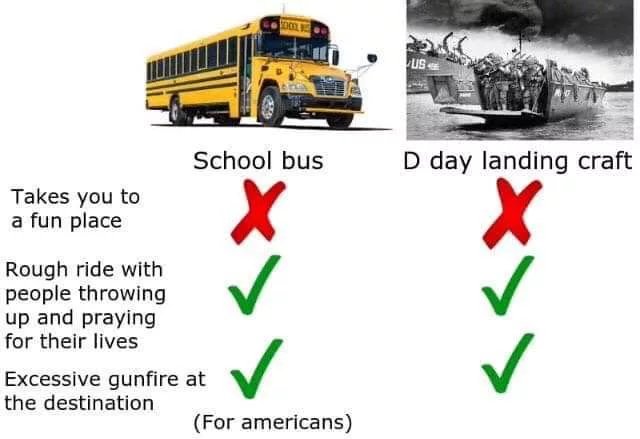 SCHOOL BUS
US
School bus
D day landing craft
Takes you to
a fun place
Rough ride with
people throwing
up and praying
for their lives
Excessive gunfire at
the destination
(For americans)